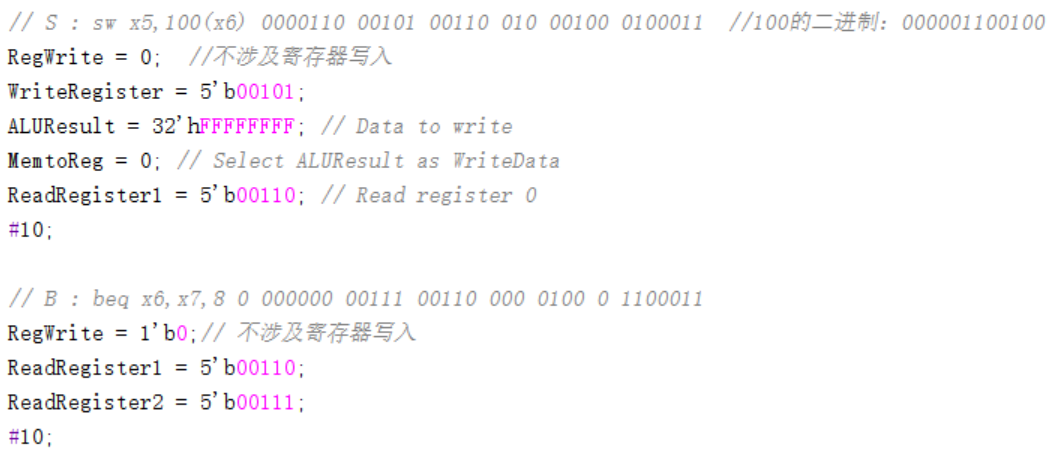 // S : sw x5,100(x6) 0000110 00101 00110 010 00100 0100011  //100的二进制：000001100100
RegWrite = 0;  //不涉及寄存器写入
WriteRegister = 5'b00101;
ALUResult = 32'hFFFFFFFF; // Data to write
MemtoReg = 0; // Select ALUResult as WriteData
ReadRegister1 = 5'b00110; // Read register 0
#10;
// B : beq x6,x7,8 0 000000 00111 00110 000 0100 0 1100011
RegWrite = 1'b0;// 不涉及寄存器写入
ReadRegister1 = 5'b00110;
ReadRegister2 = 5'b00111;
#10;